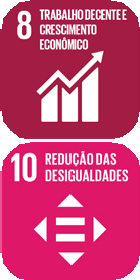 8 TRABALHO DECENTE E
CRESCIMENTO
ECONÔMICO
10 REDUÇÃO DAS
DESIGUALDADES